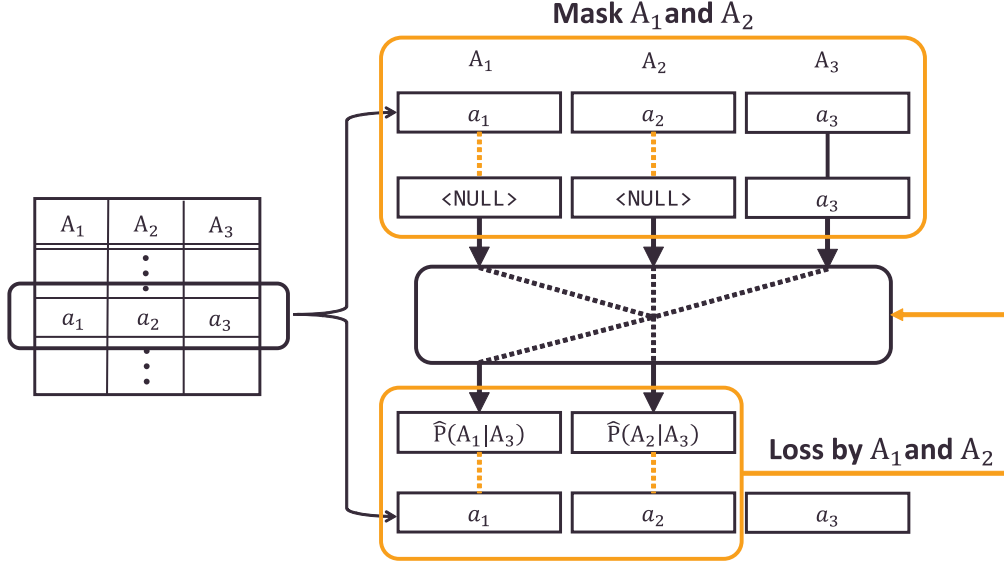 Mask A₁ and A₂
A₁ A₂ A₃
a₁ a₂ a₃
<NULL> <NULL> a₃
A₁ A₂ A₃
a₁ a₂ a₃
P̂(A₁|A₃) P̂(A₂|A₃)
Loss by A₁ and A₂
a₁ a₂ a₃